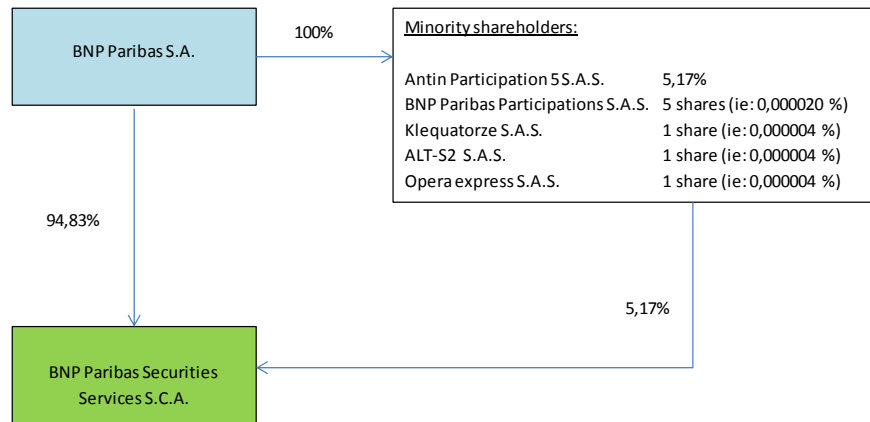 BNP Paribas S.A.
100%
Minority shareholders:
Antin Participation 5 S.A.S. 5,17%
BNP Paribas Participations S.A.S. 5 shares (ie: 0,000020 %)
Klequatorze S.A.S. 1 share (ie: 0,000004 %)
ALT-S2 S.A.S. 1 share (ie: 0,000004 %)
Opera express S.A.S. 1 share (ie: 0,000004 %)
94,83%
5,17%
BNP Paribas Securities
Services S.C.A.